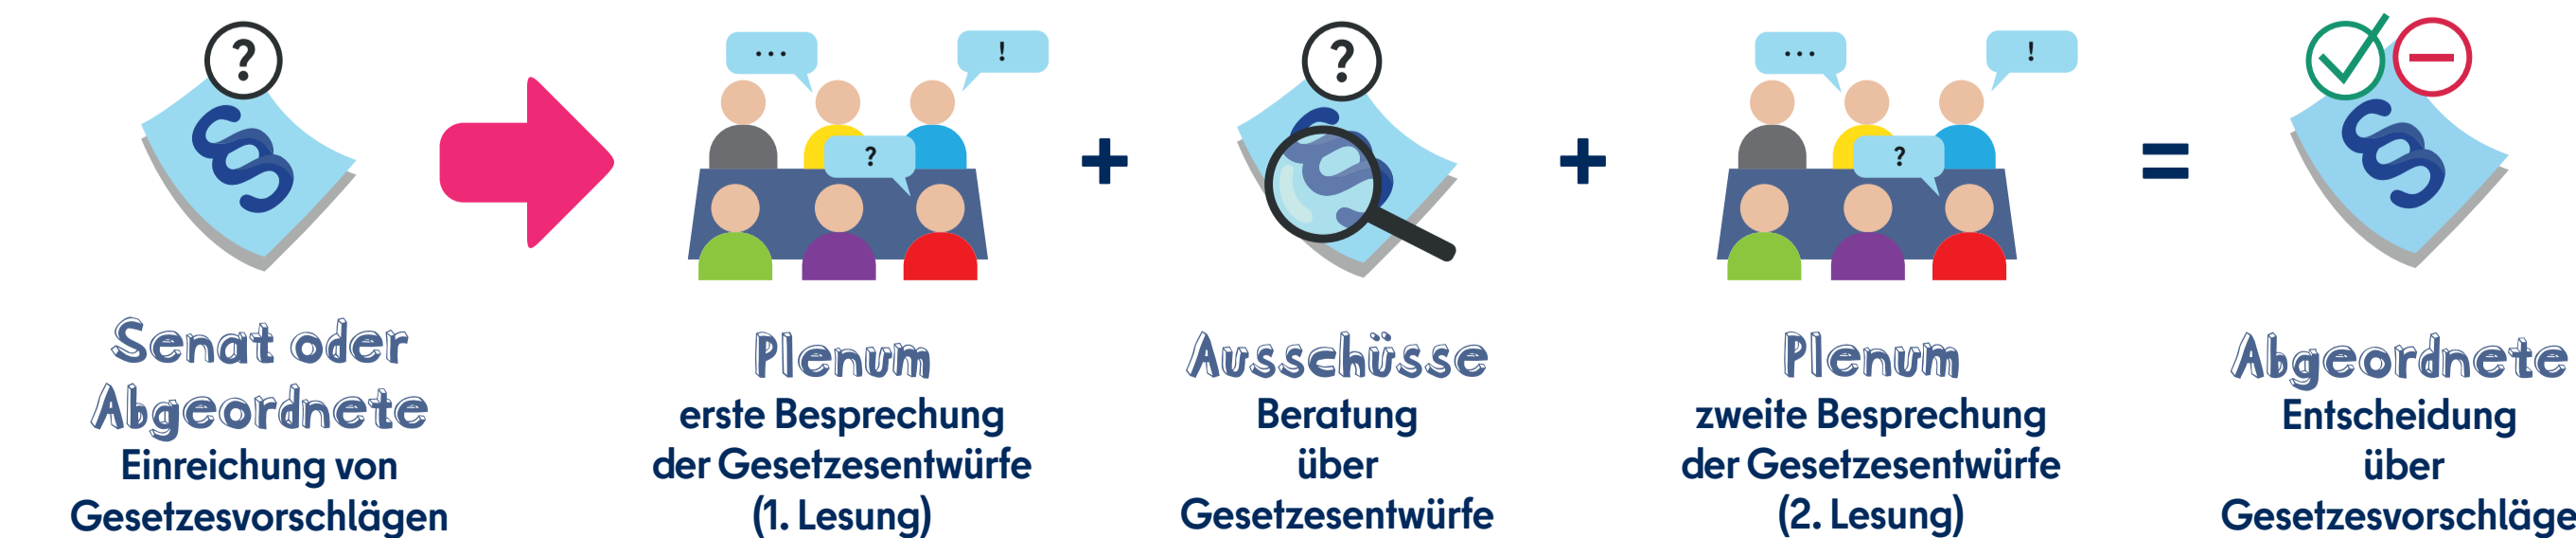 ?
§
...
!
?
+
?
§
+
...
!
?
=
§
Senat oder
Abgeordnete
Einreichung von
Gesetzesvorschlägen
Plenum
erste Besprechung
der Gesetzesentwürfe
(1. Lesung)
Ausschüsse
Beratung
über
Gesetzesentwürfe
Plenum
zweite Besprechung
der Gesetzesentwürfe
(2. Lesung)
Abgeordnete
Entscheidung
über
Gesetzesvorschläge